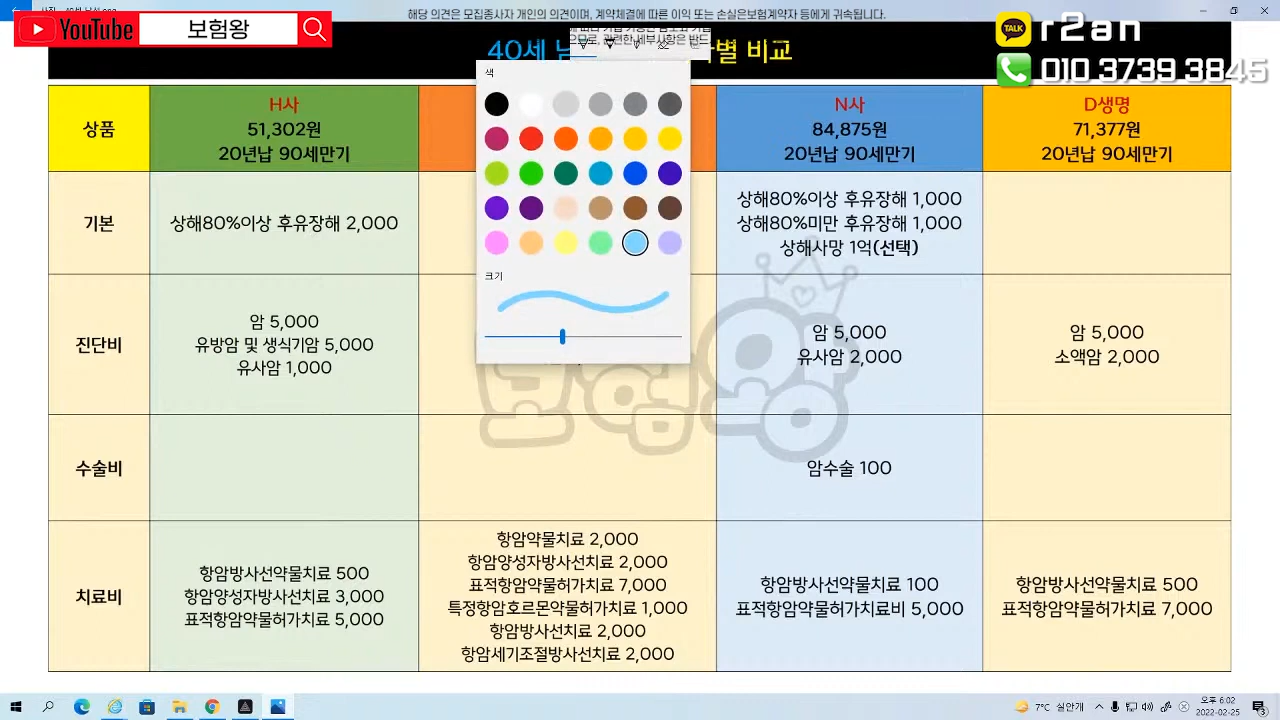 해당 의견은 모집종사자 개인의 의견이며, 계약체결에 따른 이익 또는 손실은보험계약자 등에게 귀속됩니다.
YouTube 보험왕
TALK r2an
010 3739 3845
40세 별 비교
색
크기
상품
H사
51,302원
20년납 90세만기
N사
84,875원
20년납 90세만기
D생명
71,377원
20년납 90세만기
기본
상해80%이상 후유장해 2,000
상해80%이상 후유장해 1,000
상해80%미만 후유장해 1,000
상해사망 1억(선택)
진단비
암 5,000
유방암 및 생식기암 5,000
유사암 1,000
암 5,000
유사암 2,000
암 5,000
소액암 2,000
보험왕
수술비
암수술 100
치료비
항암방사선약물치료 500
항암양성자방사선치료 3,000
표적항암약물허가치료 5,000
항암약물치료 2,000
항암양성자방사선치료 2,000
표적항암약물허가치료 7,000
특정항암호르몬약물허가치료 1,000
항암방사선치료 2,000
항암세기조절방사선치료 2,000
항암방사선약물치료 100
표적항암약물허가치료비 5,000
항암방사선약물치료 500
표적항암약물허가치료 7,000
7°C 실안개
오후 6:02
2022-02-25